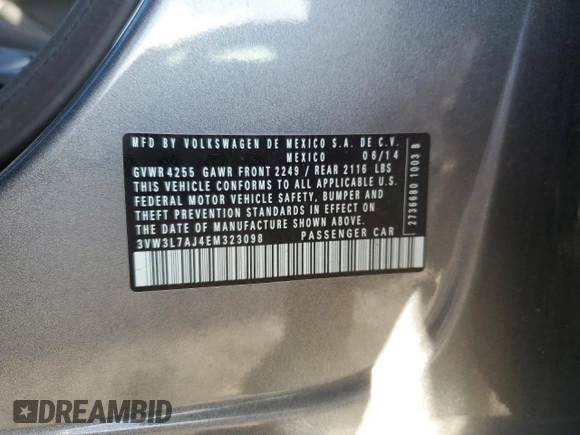 MFD BY VOLKSWAGEN DE MEXICO S.A. DE C.V.
MEXICO 06/14
GVWR 4255 GAWR FRONT 2249 / REAR 2116 LBS
THIS VEHICLE CONFORMS TO ALL APPLICABLE U.S.
FEDERAL MOTOR VEHICLE SAFETY, BUMPER AND
THEFT PREVENTION STANDARDS IN EFFECT ON
THE DATE OF MANUFACTURE SHOWN ABOVE.
3VW3L7AJ4EM323098 PASSENGER CAR
2736680 1003 B
DREAMBID